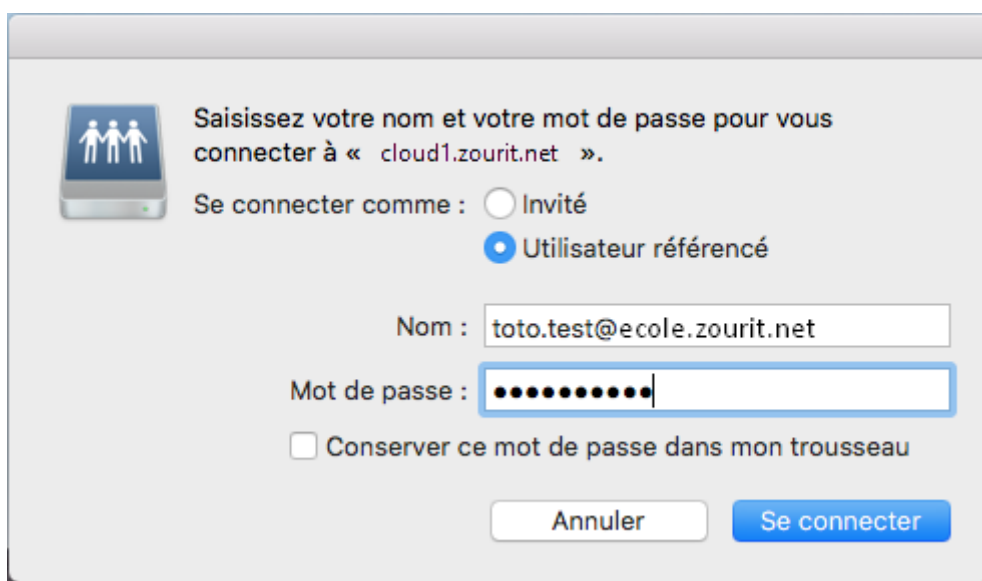 Saisissez votre nom et votre mot de passe pour vous
connecter à « cloud1.zourit.net ».
Se connecter comme : Invité
Utilisateur référencé
Nom : toto.test@ecole.zourit.net
Mot de passe : ••••••••••
Conserver ce mot de passe dans mon trousseau
Annuler Se connecter